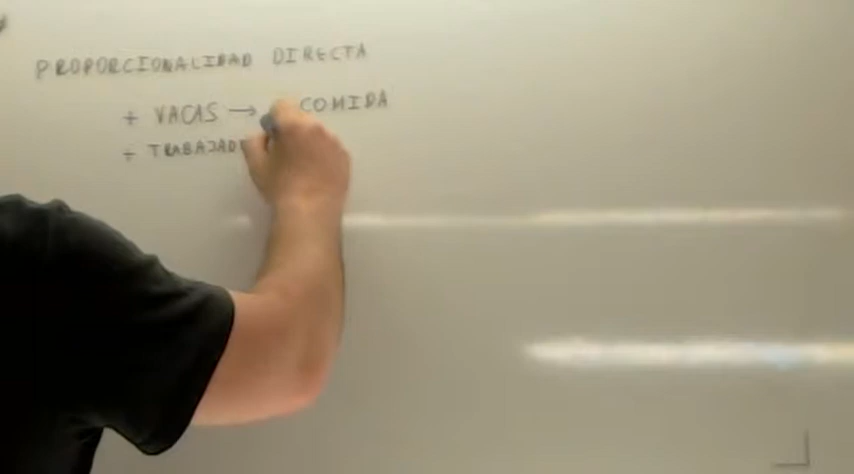 PROPORCIONALIDAD DIRECTA
+ VACAS → COMIDA
+